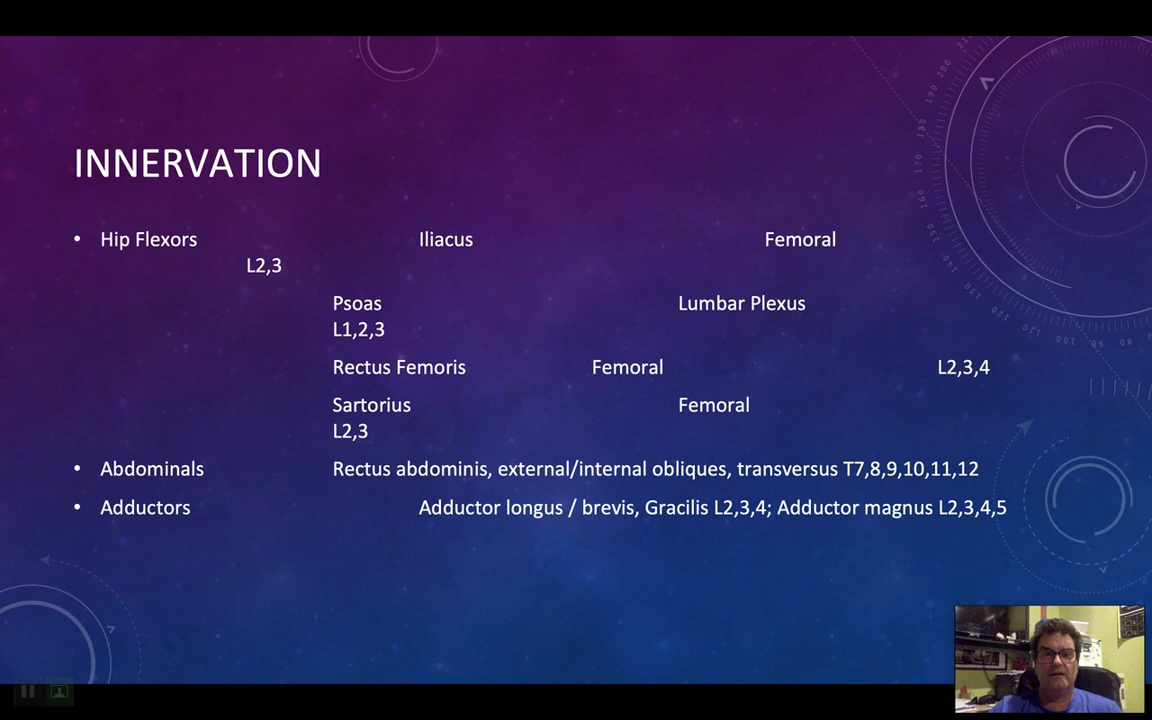 INNERVATION
• Hip Flexors Iliacus Femoral
L2,3
Psoas Lumbar Plexus
L1,2,3
Rectus Femoris Femoral L2,3,4
Sartorius Femoral
L2,3
• Abdominals Rectus abdominis, external/internal obliques, transversus T7,8,9,10,11,12
• Adductors Adductor longus / brevis, Gracilis L2,3,4; Adductor magnus L2,3,4,5